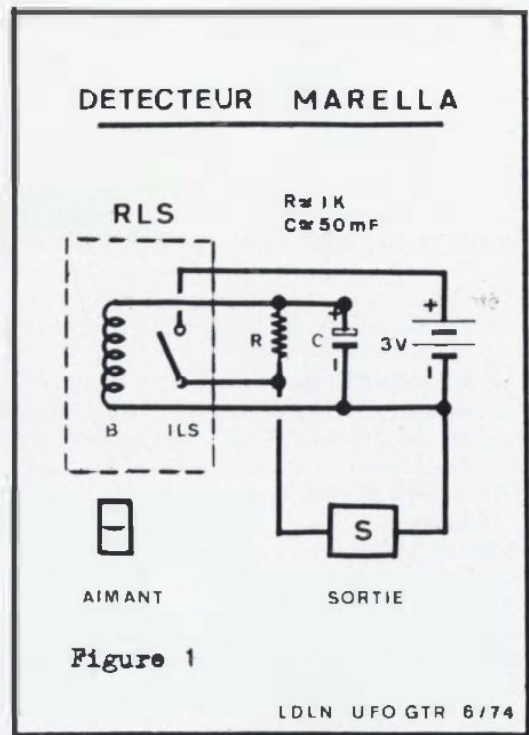 DETECTEUR MARELLA
R≃1K
C≃50mF
RLS
+
+
R
C
3V
B
ILS
S
AIMANT
SORTIE
Figure 1
LDLN UFO GTR 6/74